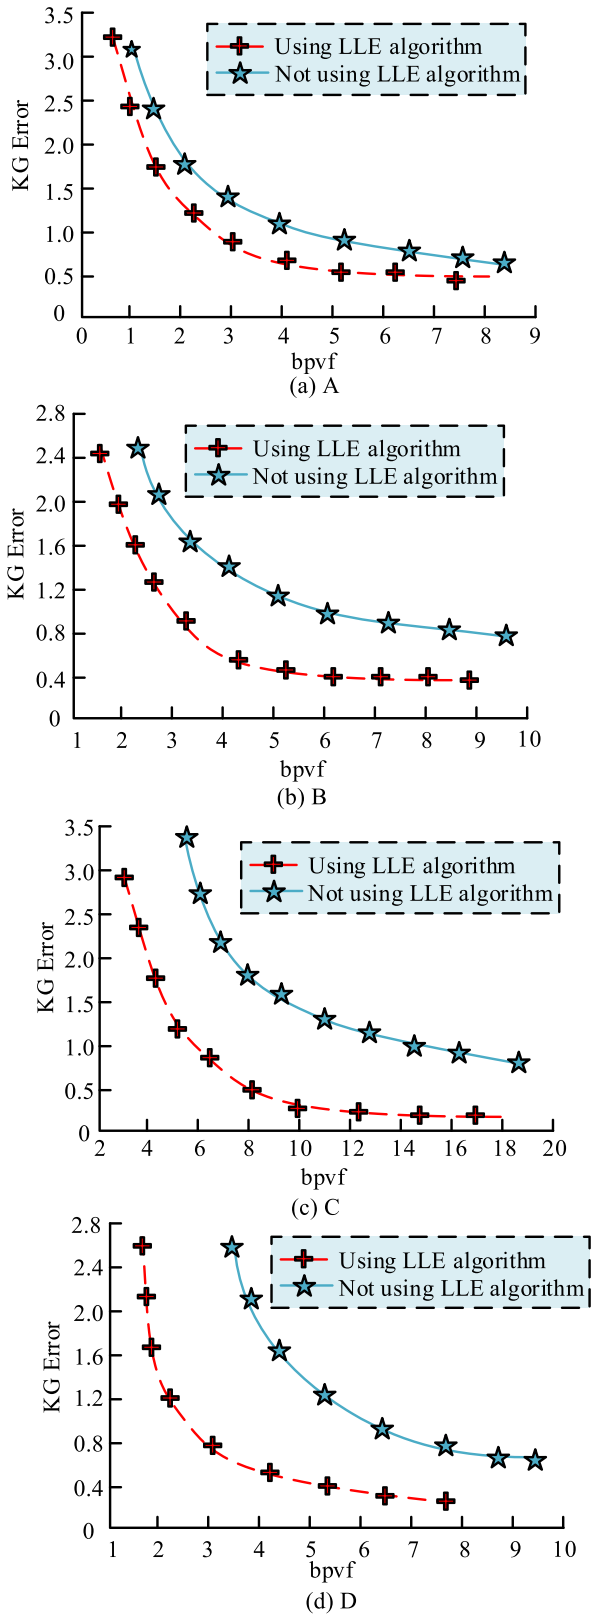 3.5
3.0
2.5
2.0
1.5
1.0
0.5
0
KG Error
Using LLE algorithm
Not using LLE algorithm
0 1 2 3 4 5 6 7 8 9
bpvf
(a) A
2.8
2.4
2.0
1.6
1.2
0.8
0.4
0
KG Error
Using LLE algorithm
Not using LLE algorithm
1 2 3 4 5 6 7 8 9 10
bpvf
(b) B
3.5
3.0
2.5
2.0
1.5
1.0
0.5
0
KG Error
Using LLE algorithm
Not using LLE algorithm
2 4 6 8 10 12 14 16 18 20
bpvf
(c) C
2.8
2.4
2.0
1.6
1.2
0.8
0.4
0
KG Error
Using LLE algorithm
Not using LLE algorithm
1 2 3 4 5 6 7 8 9 10
bpvf
(d) D